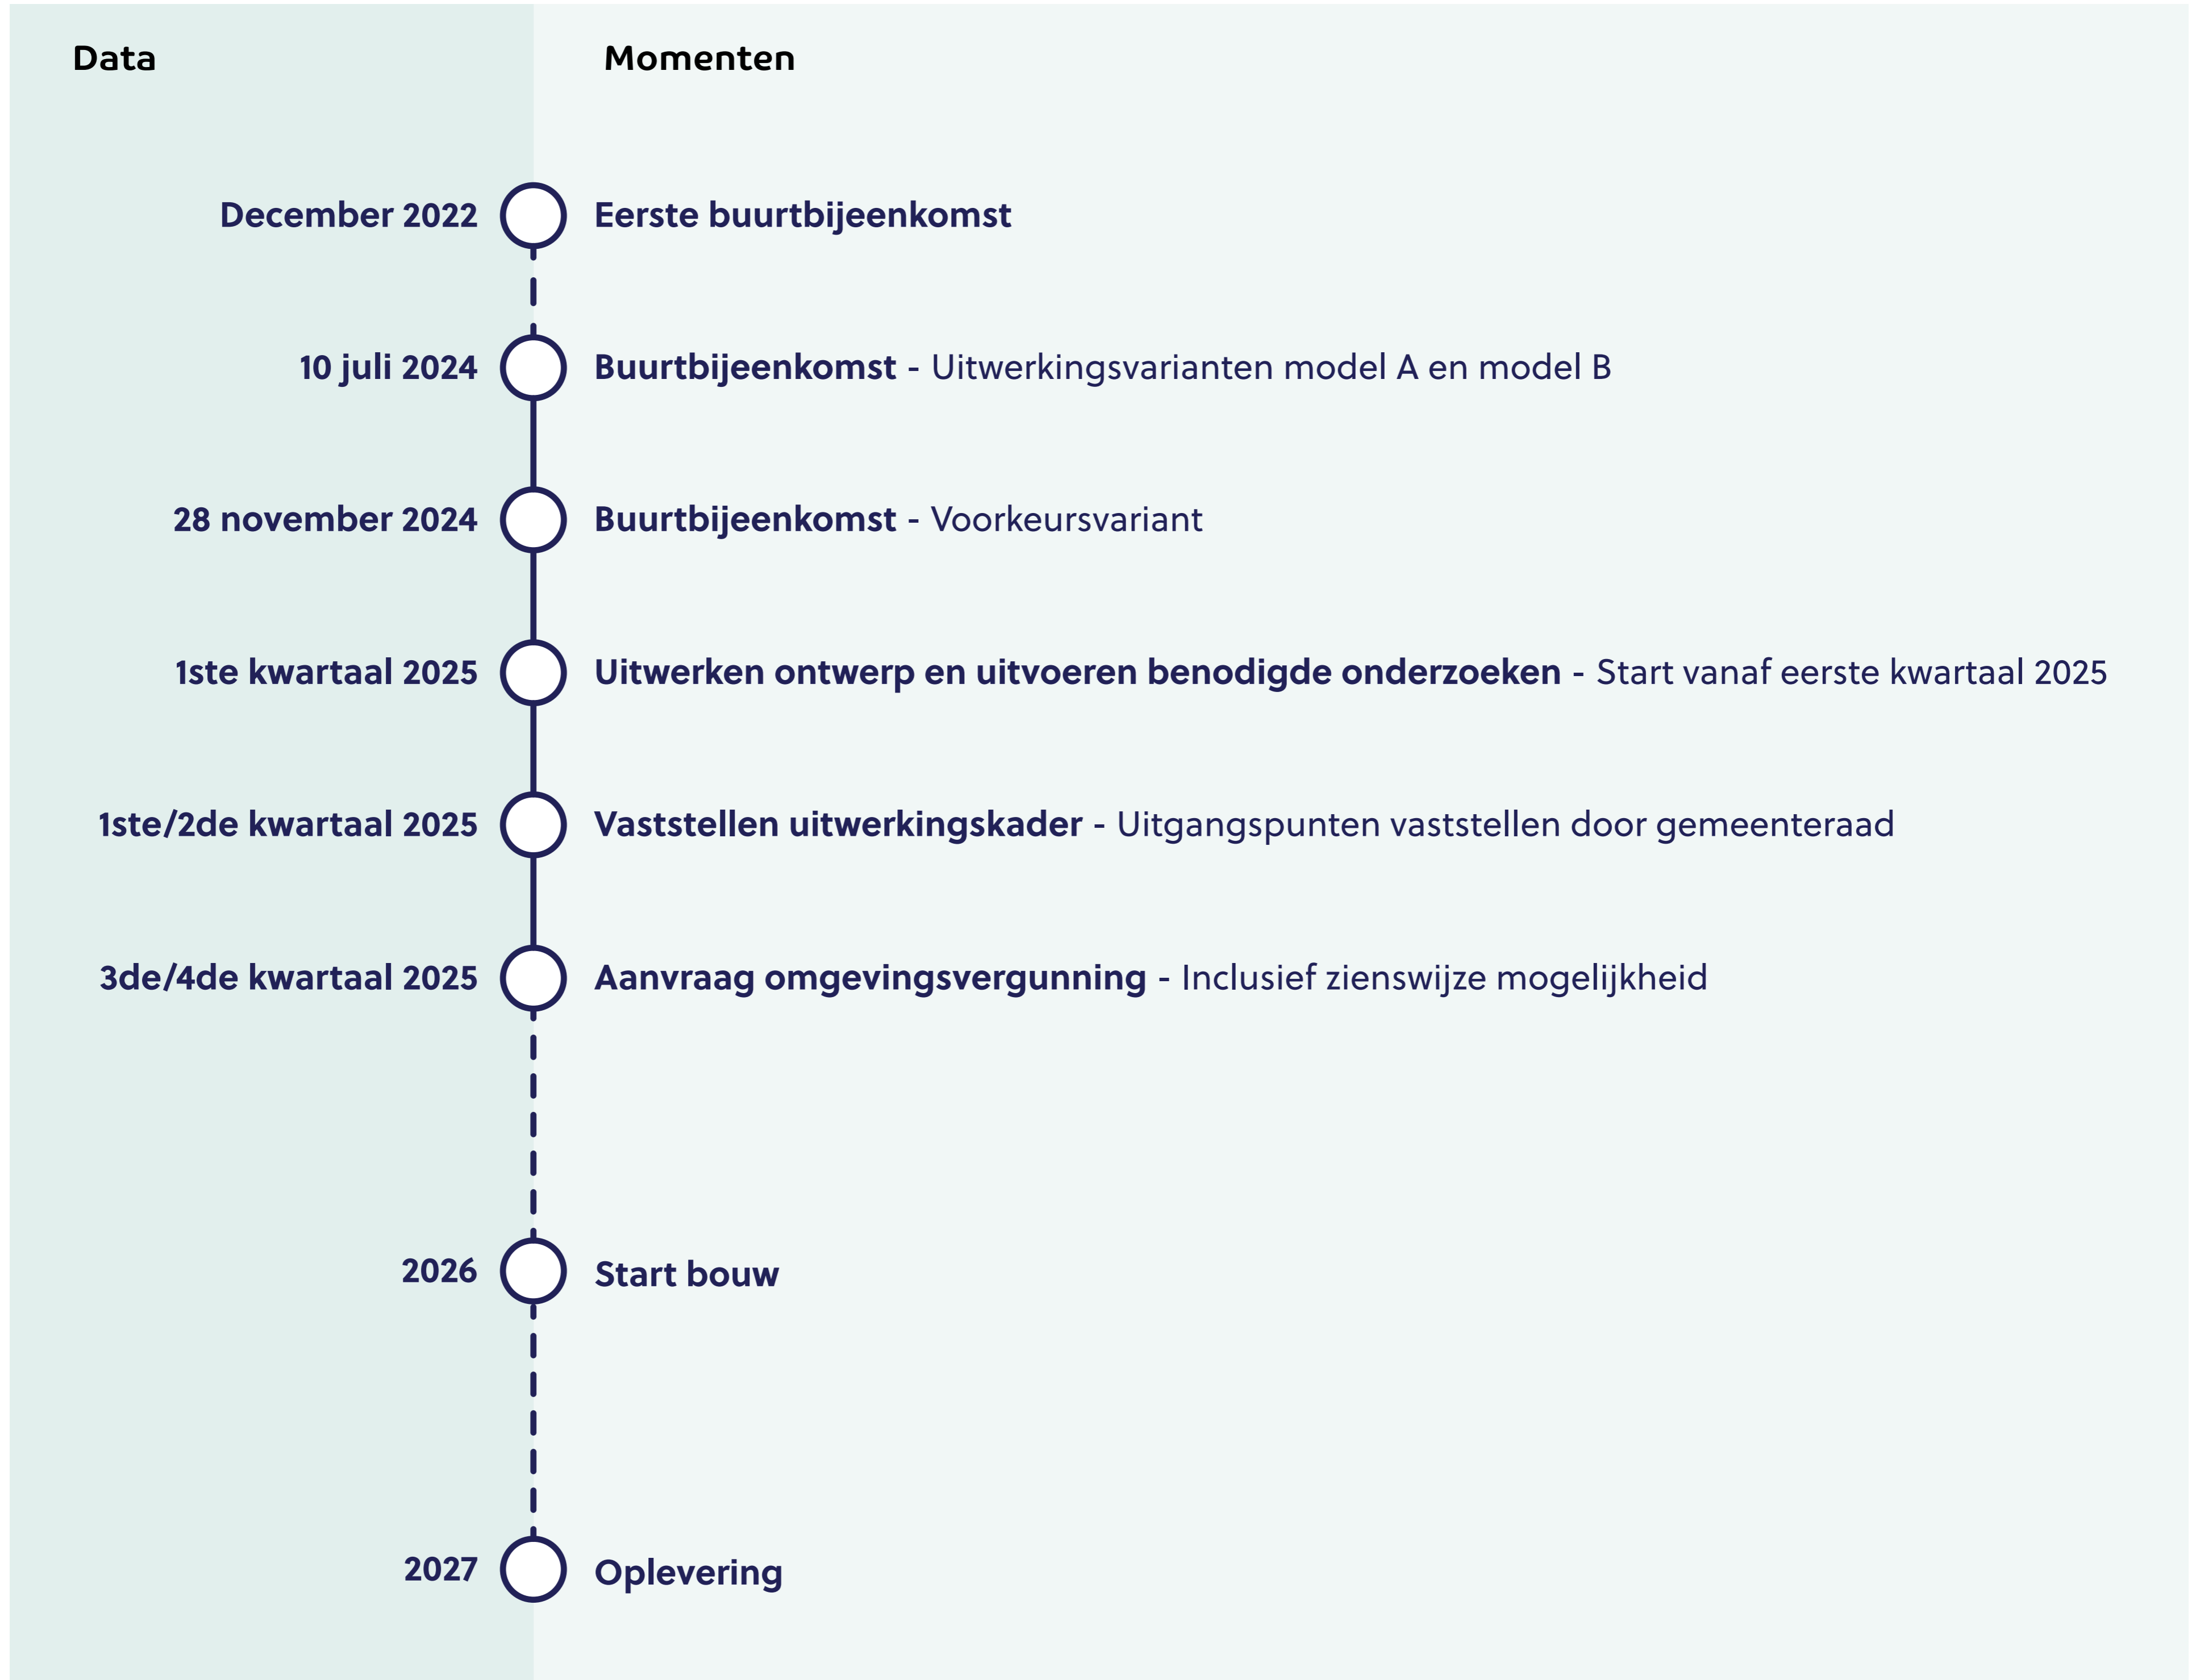 Data Momenten
December 2022 Eerste buurtbijeenkomst
10 juli 2024 Buurtbijeenkomst - Uitwerkingsvarianten model A en model B
28 november 2024 Buurtbijeenkomst - Voorkeursvariant
1ste kwartaal 2025 Uitwerken ontwerp en uitvoeren benodigde onderzoeken - Start vanaf eerste kwartaal 2025
1ste/2de kwartaal 2025 Vaststellen uitwerkingskader - Uitgangspunten vaststellen door gemeenteraad
3de/4de kwartaal 2025 Aanvraag omgevingsvergunning - Inclusief zienswijze mogelijkheid
2026 Start bouw
2027 Oplevering